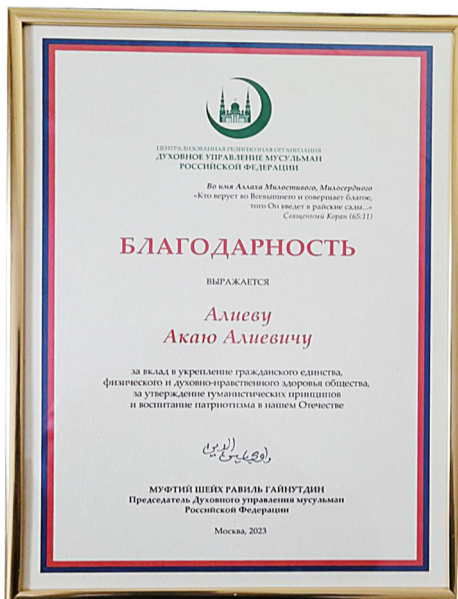 ЦЕНТРАЛИЗОВАННАЯ РЕЛИГИОЗНАЯ ОРГАНИЗАЦИЯ
ДУХОВНОЕ УПРАВЛЕНИЕ МУСУЛЬМАН
РОССИЙСКОЙ ФЕДЕРАЦИИ
Во имя Аллаха Милостивого, Милосердного
«Кто верует во Всевышнего и совершает благое,
того Он введет в райские сады...»
Священный Коран (65:11)
БЛАГОДАРНОСТЬ
ВЫРАЖАЕТСЯ
Алиеву
Акаю Алиевичу
за вклад в укрепление гражданского единства,
физического и духовно-нравственного здоровья общества,
за утверждение гуманистических принципов
и воспитание патриотизма в нашем Отечестве
МУФТИЙ ШЕЙХ РАВИЛЬ ГАЙНУТДИН
Председатель Духовного управления мусульман
Российской Федерации
Москва, 2023